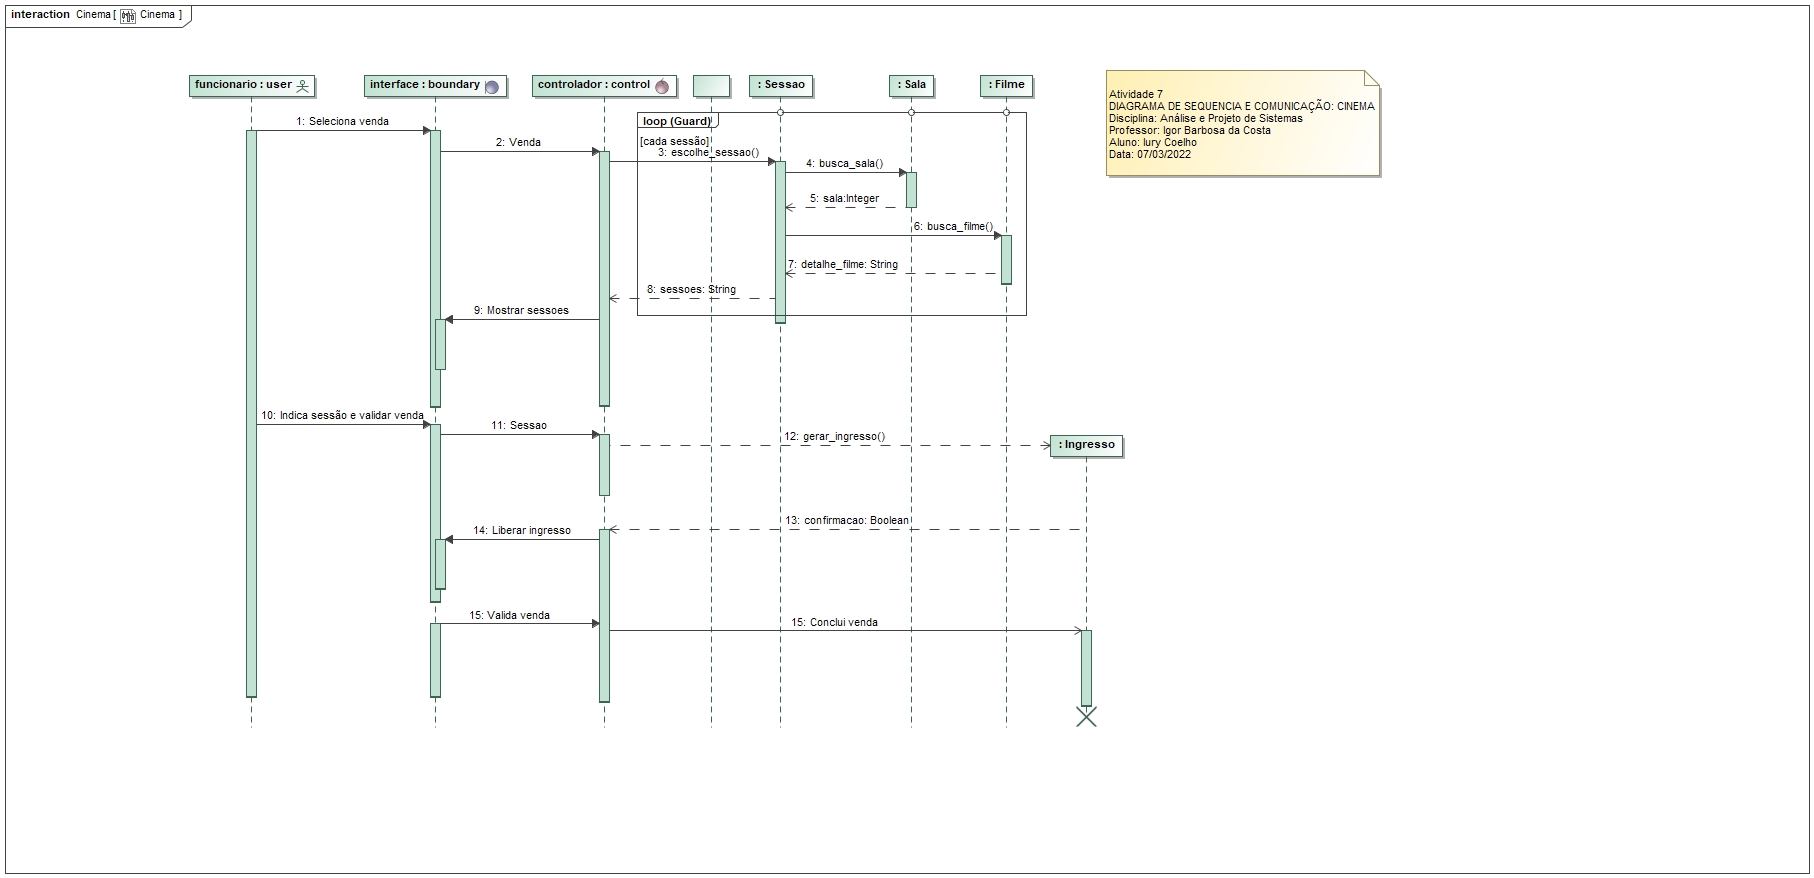 interaction Cinema [ Cinema ]
funcionario : user
interface : boundary
controlador : control
: Sessao
: Sala
: Filme
Atividade 7
DIAGRAMA DE SEQUENCIA E COMUNICAÇÃO: CINEMA
Disciplina: Análise e Projeto de Sistemas
Professor: Igor Barbosa da Costa
Aluno: Iury Coelho
Data: 07/03/2022
loop (Guard)
[cada sessão]
1: Seleciona venda
2: Venda
3: escolhe_sessao()
4: busca_sala()
5: sala:Integer
6: busca_filme()
7: detalhe_filme: String
8: sessoes: String
9: Mostrar sessoes
10: Indica sessão e validar venda
11: Sessao
12: gerar_ingresso()
: Ingresso
13: confirmacao: Boolean
14: Liberar ingresso
15: Valida venda
15: Conclui venda